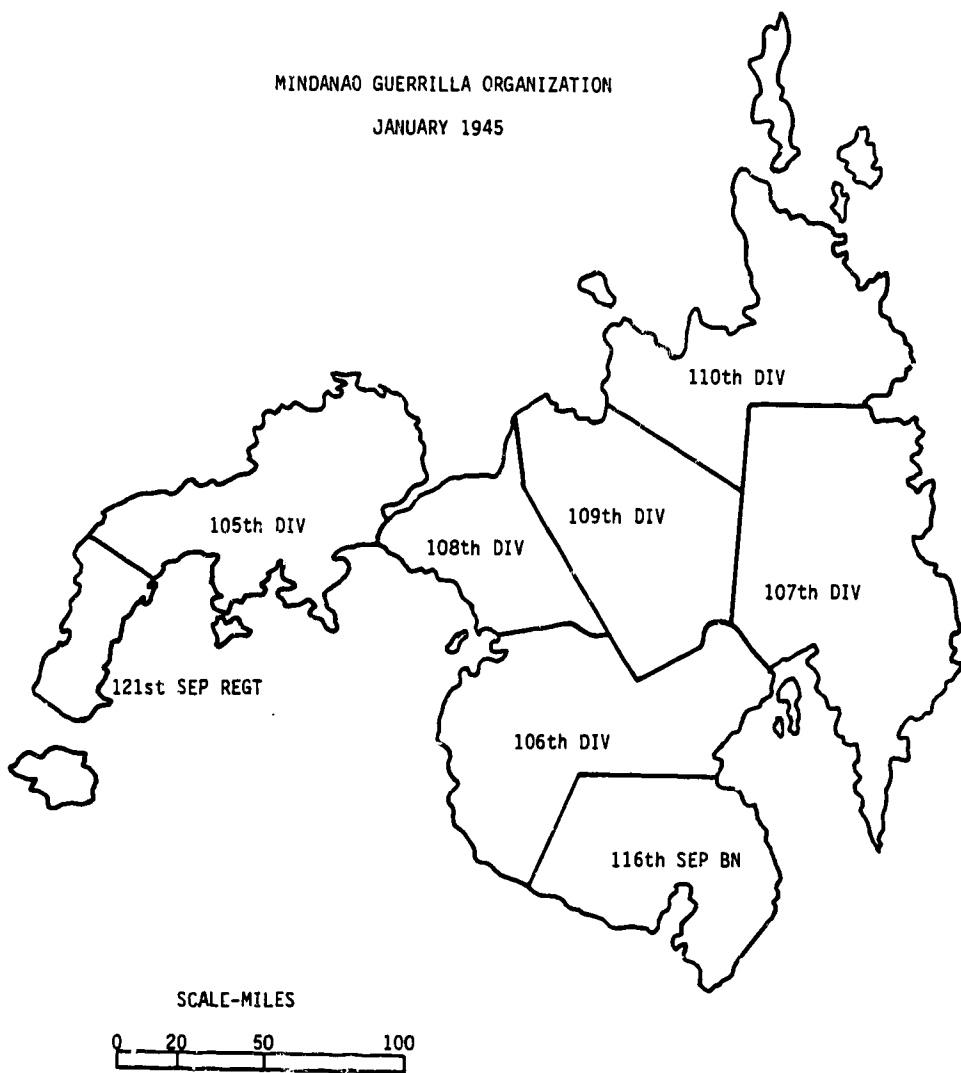 MINDANAO GUERRILLA ORGANIZATION
JANUARY 1945
110th DIV
105th DIV
109th DIV
108th DIV
107th DIV
121st SEP REGT
106th DIV
116th SEP BN
SCALE-MILES
0 20 50 100